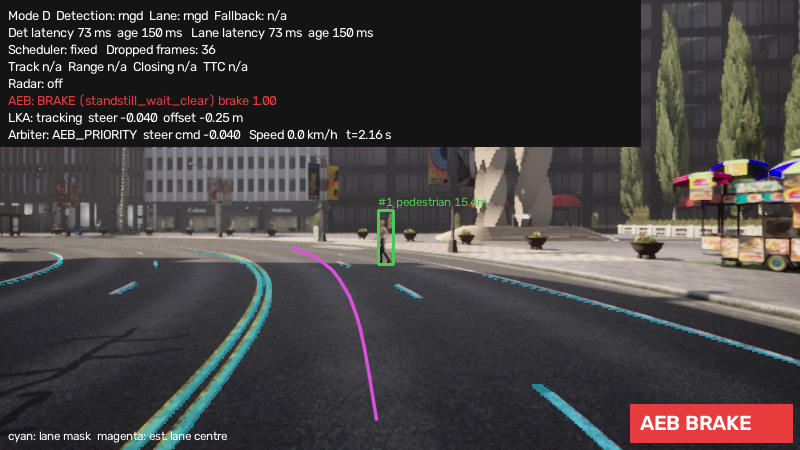 Mode D  Detection: rngd  Lane: rngd  Fallback: n/a
Det latency 73 ms  age 150 ms   Lane latency 73 ms  age 150 ms
Scheduler: fixed   Dropped frames: 36
Track n/a  Range n/a  Closing n/a  TTC n/a
Radar: off
AEB: BRAKE (standstill_wait_clear) brake 1.00
LKA: tracking  steer -0.040  offset -0.25 m
Arbiter: AEB_PRIORITY  steer cmd -0.040   Speed 0.0 km/h   t=2.16 s
#1 pedestrian 15.4m
AEB BRAKE
cyan: lane mask  magenta: est. lane centre